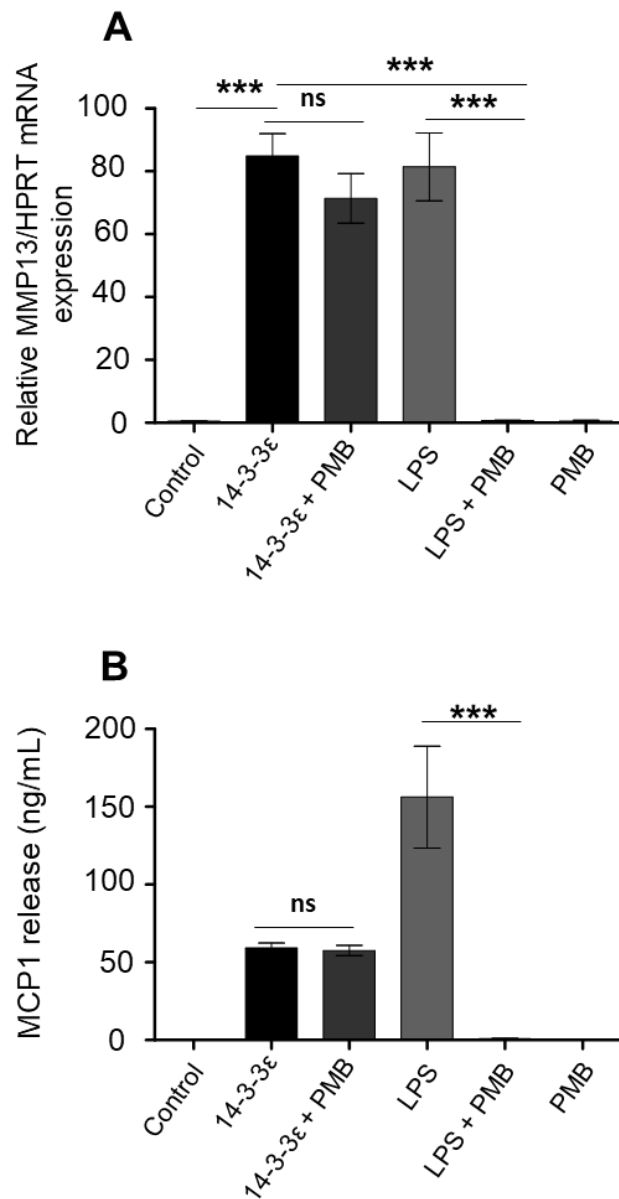 A
***
***
ns
***
Relative MMP13/HPRT mRNA
expression
100
80
60
40
20
0
Control
14-3-3ε
14-3-3ε + PMB
LPS
LPS + PMB
PMB
B
***
ns
MCP1 release (ng/mL)
200
150
100
50
0
Control
14-3-3ε
14-3-3ε + PMB
LPS
LPS + PMB
PMB